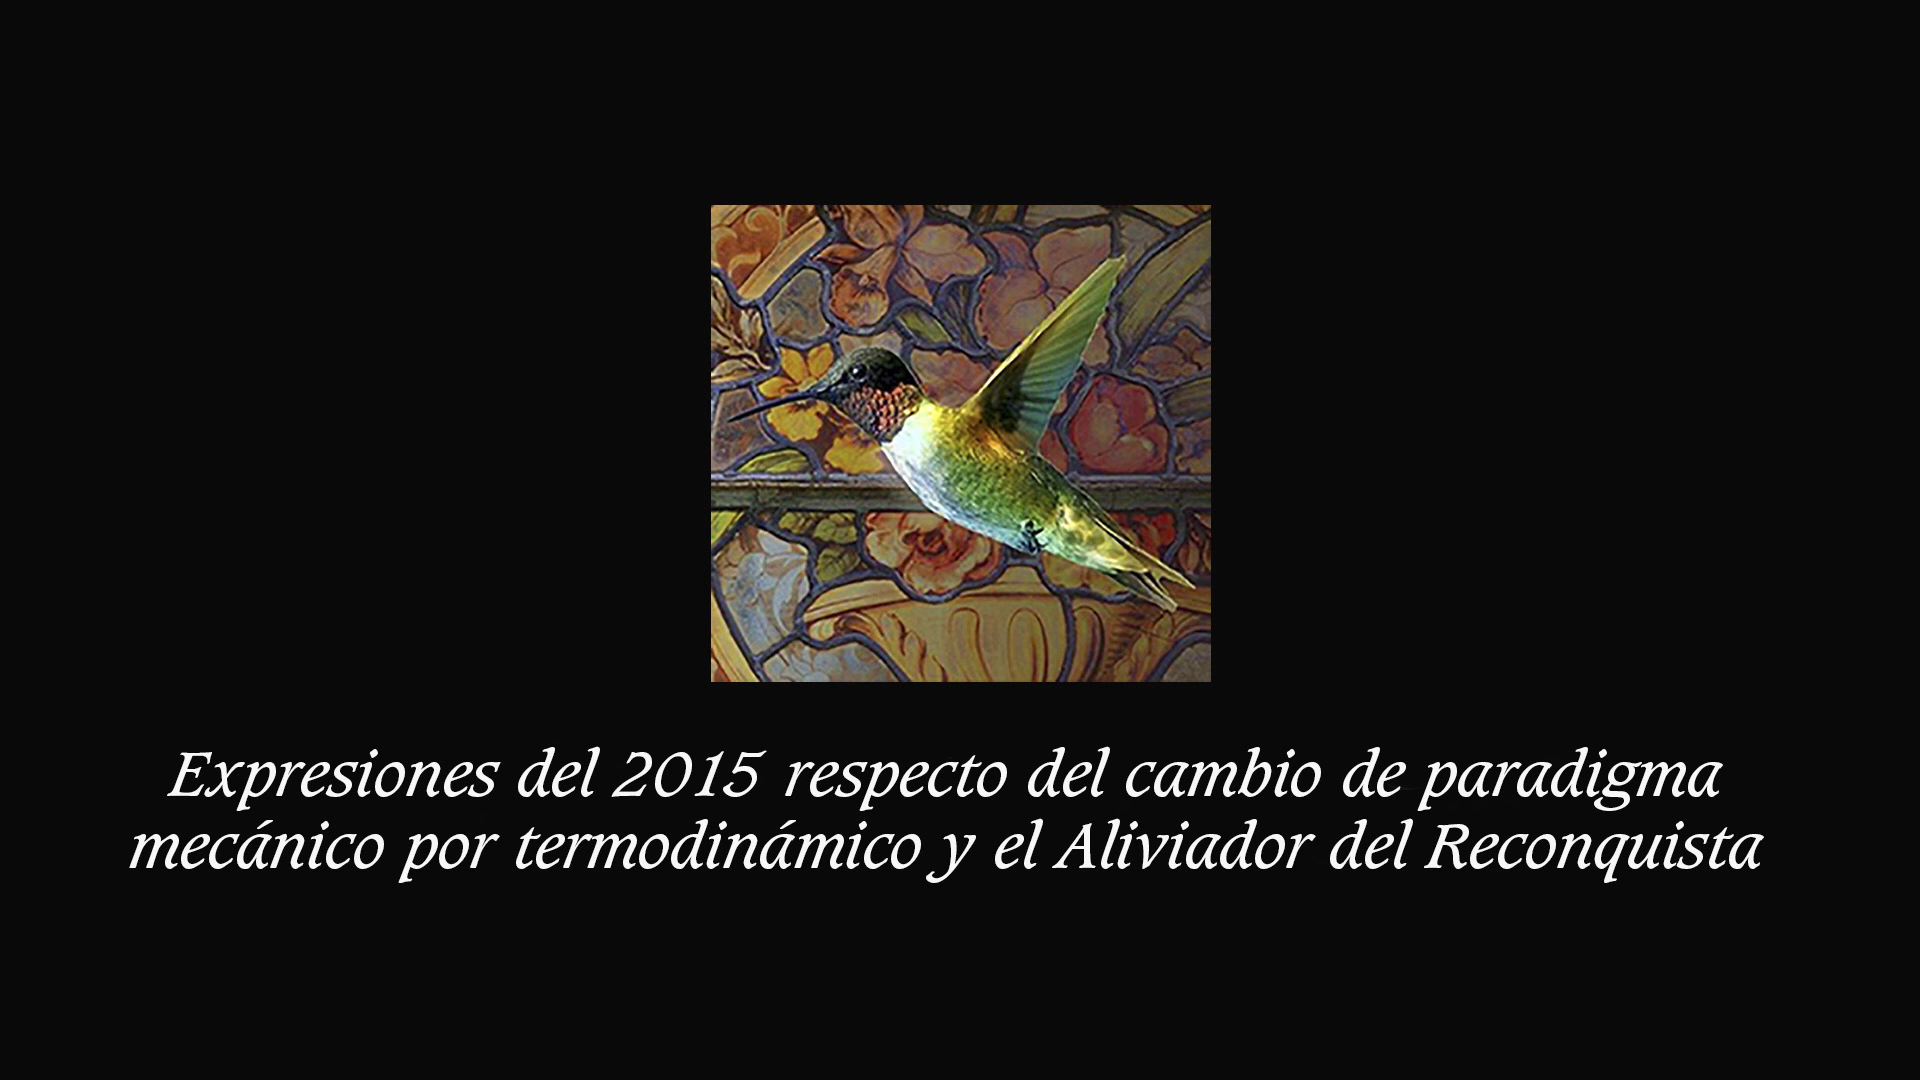 Expresiones del 2015 respecto del cambio de paradigma
mecánico por termodinámico y el Aliviador del Reconquista